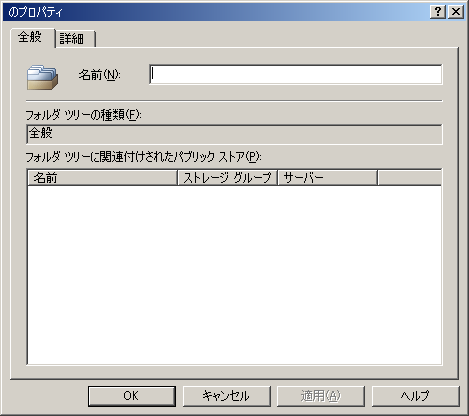 のプロパティ
全般 詳細
名前(N):
フォルダ ツリーの種類(F):
全般
フォルダ ツリーに関連付けされたパブリック ストア(P):
名前 ストレージ グループ サーバー
OK キャンセル 適用(A) ヘルプ